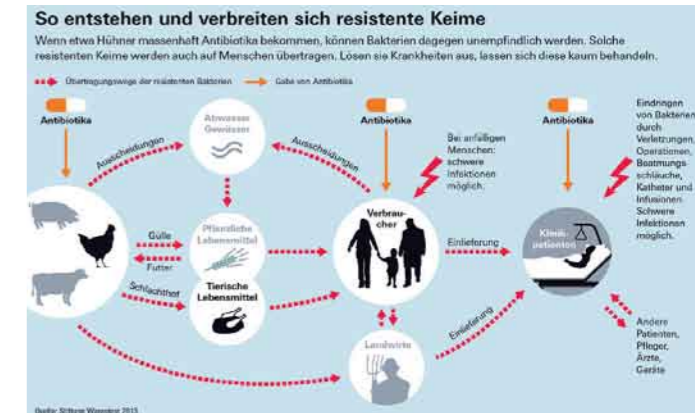 So entstehen und verbreiten sich resistente Keime
Wenn etwa Hühner massenhaft Antibiotika bekommen, können Bakterien dagegen unempfindlich werden. Solche
resistenten Keime werden auch auf Menschen übertragen. Lösen sie Krankheiten aus, lassen sich diese kaum behandeln.
Übertragungswege der resistenten Bakterien
Gabe von Antibiotika
Antibiotika
Ausscheidungen
Abwasser
Gewässer
Ausscheidungen
Antibiotika
Bei anfälligen
Menschen:
schwere
Infektionen
möglich.
Antibiotika
Eindringen
von Bakterien
durch
Verletzungen,
Operationen,
Beatmungs-
schläuche,
Katheter und
Infusionen
Schwere
Infektionen
möglich.
Gülle
Futter
Schlachthof
Pflanzliche
Lebensmittel
Tierische
Lebensmittel
Verbrau-
cher
Einlieferung
Klinik-
patienten
Landwirte
Einlieferung
Andere
Patienten,
Pfleger,
Ärzte,
Geräte
Quelle: Stiftung Warentest 2013